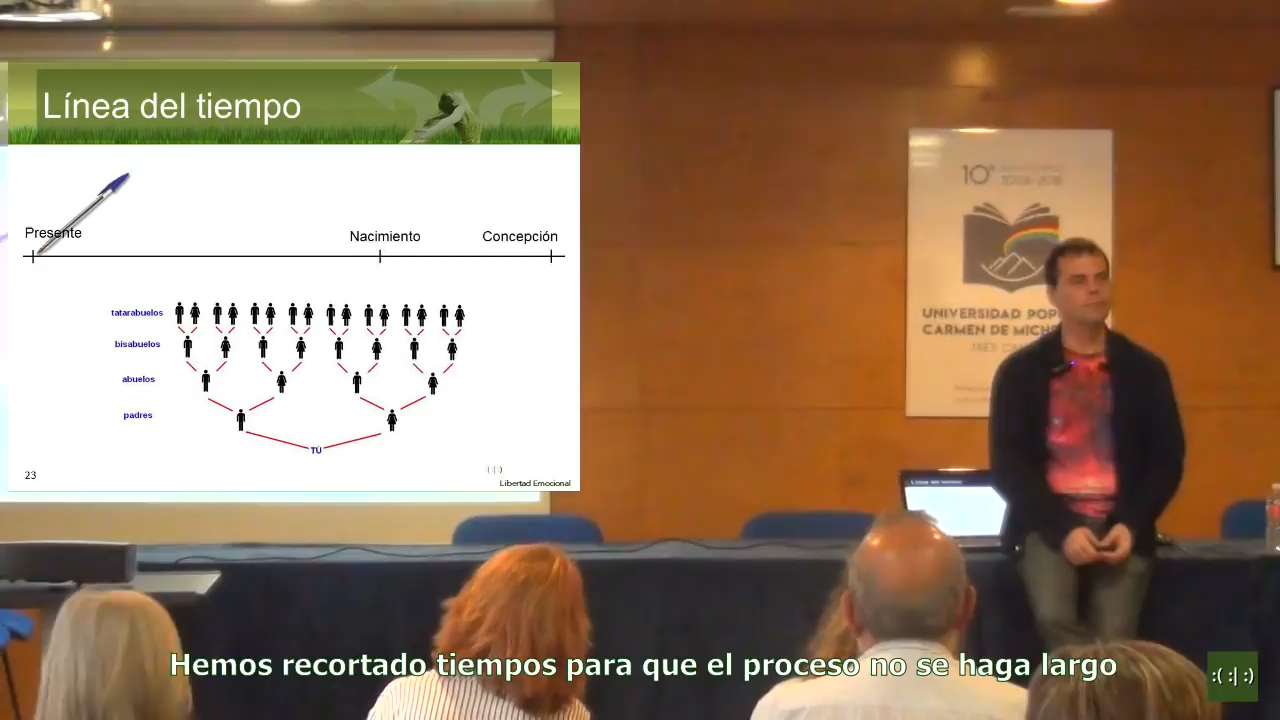 Línea del tiempo
Presente
Nacimiento
Concepción
tatarabuelos
bisabuelos
abuelos
padres
TÚ
23
(:|:)
Libertad Emocional
10º
UNIVERSIDAD POP
CARMEN DE MICH
TRES
Hemos recortado tiempos para que el proceso no se haga largo
:( :| :)